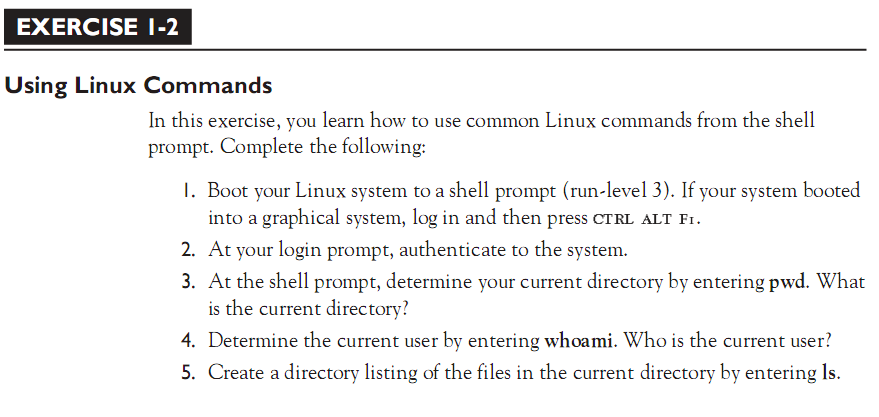 EXERCISE 1-2
Using Linux Commands
In this exercise, you learn how to use common Linux commands from the shell
prompt. Complete the following:
1. Boot your Linux system to a shell prompt (run-level 3). If your system booted
into a graphical system, log in and then press CTRL ALT F1.
2. At your login prompt, authenticate to the system.
3. At the shell prompt, determine your current directory by entering pwd. What
is the current directory?
4. Determine the current user by entering whoami. Who is the current user?
5. Create a directory listing of the files in the current directory by entering ls.